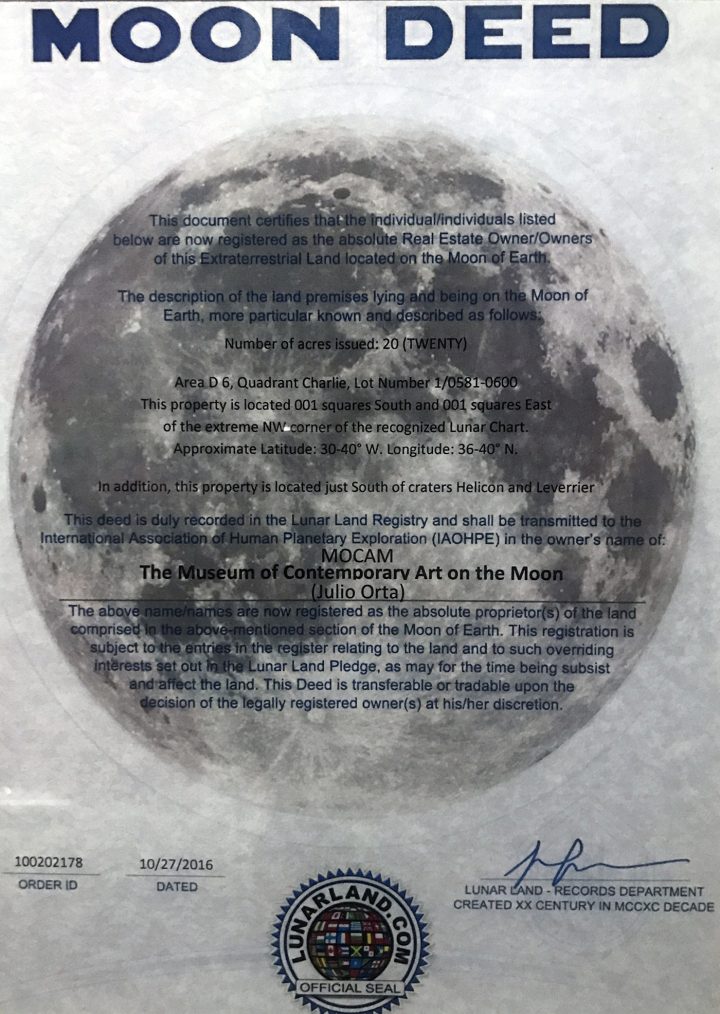 MOON DEED
This document certifies that the individual/individuals listed
below are now registered as the absolute Real Estate Owner/Owners
of this Extraterrestrial Land located on the Moon of Earth.
The description of the land premises lying and being on the Moon of
Earth, more particular known and described as follows:
Number of acres issued: 20 (TWENTY)
Area D 6, Quadrant Charlie, Lot Number 1/0581-0600
This property is located 001 squares South and 001 squares East
of the extreme NW corner of the recognized Lunar Chart.
Approximate Latitude: 30-40° W. Longitude: 36-40° N.
In addition, this property is located just South of craters Helicon and Leverrier
This deed is duly recorded in the Lunar Land Registry and shall be transmitted to the
International Association of Human Planetary Exploration (IAOHPE) in the owner's name of:
MOCAM
The Museum of Contemporary Art on the Moon
(Julio Orta)
The above name/names are now registered as the absolute proprietor(s) of the land
comprised in the above-mentioned section of the Moon of Earth. This registration is
subject to the entries in the register relating to the land and to such overriding
interests set out in the Lunar Land Pledge, as may for the time being subsist
and affect the land. This Deed is transferable or tradable upon the
decision of the legally registered owner(s) at his/her discretion.
100202178
ORDER ID
10/27/2016
DATED
LUNARLAND.COM
OFFICIAL SEAL
LUNAR LAND - RECORDS DEPARTMENT
CREATED XX CENTURY IN MCCXC DECADE